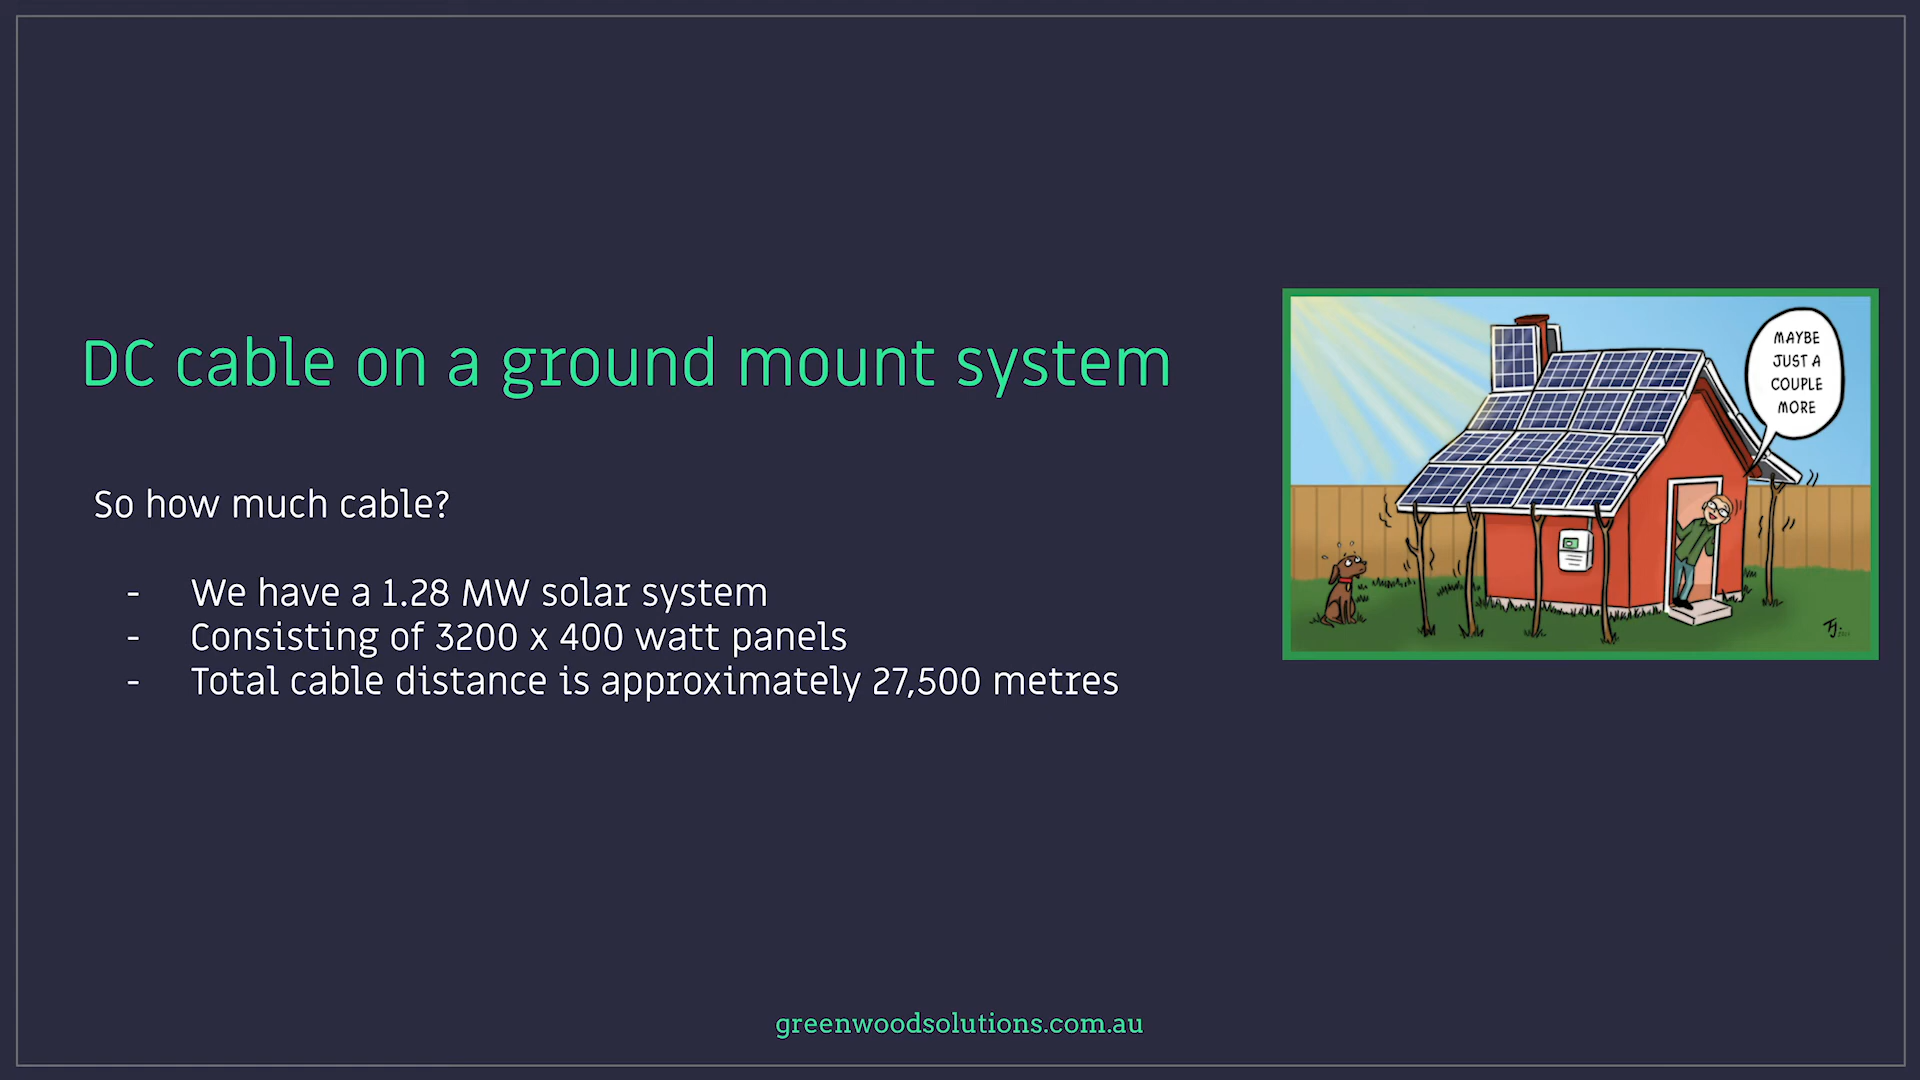 DC cable on a ground mount system
So how much cable?
- We have a 1.28 MW solar system
- Consisting of 3200 x 400 watt panels
- Total cable distance is approximately 27,500 metres
MAYBE
JUST A
COUPLE
MORE
greenwoodsolutions.com.au